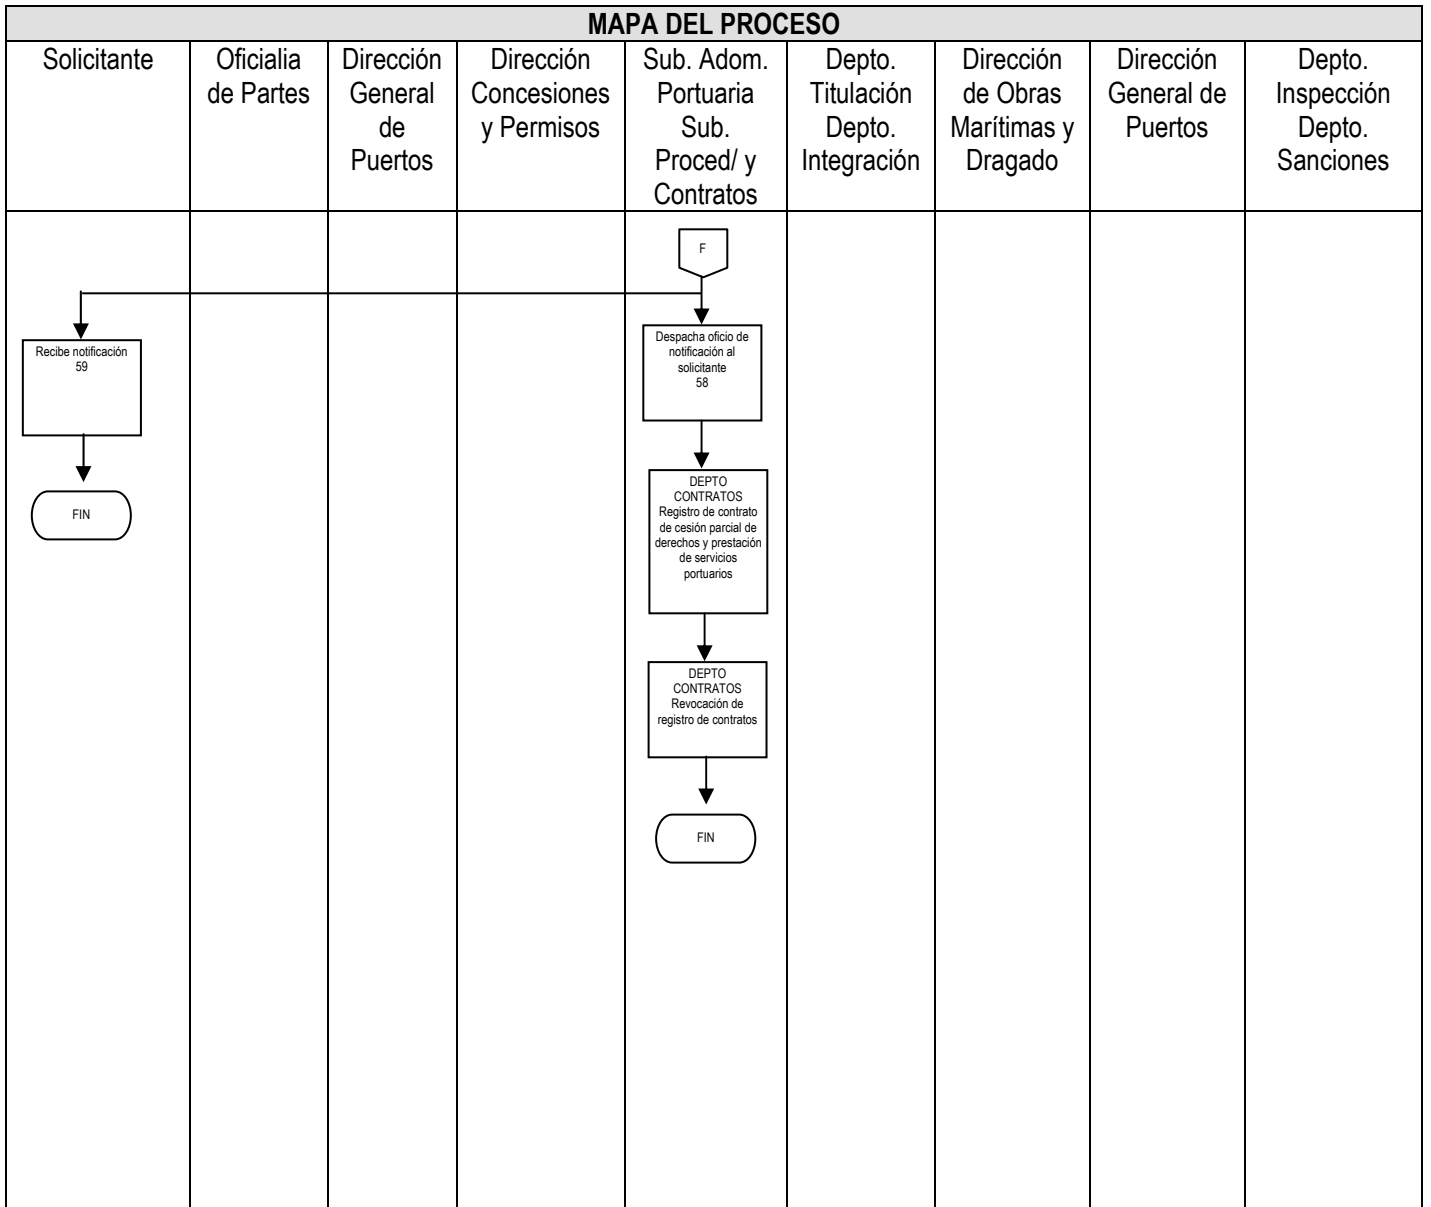 MAPA DEL PROCESO
Solicitante
Oficialia
de Partes
Dirección
General
de
Puertos
Dirección
Concesiones
y Permisos
Sub. Adom.
Portuaria
Sub.
Proced/ y
Contratos
Depto.
Titulación
Depto.
Integración
Dirección
de Obras
Marítimas y
Dragado
Dirección
General de
Puertos
Depto.
Inspección
Depto.
Sanciones
F
Recibe notificación
59
FIN
Despacha oficio de
notificación al
solicitante
58
DEPTO
CONTRATOS
Registro de contrato
de cesión parcial de
derechos y prestación
de servicios
portuarios
DEPTO
CONTRATOS
Revocación de
registro de contratos
FIN